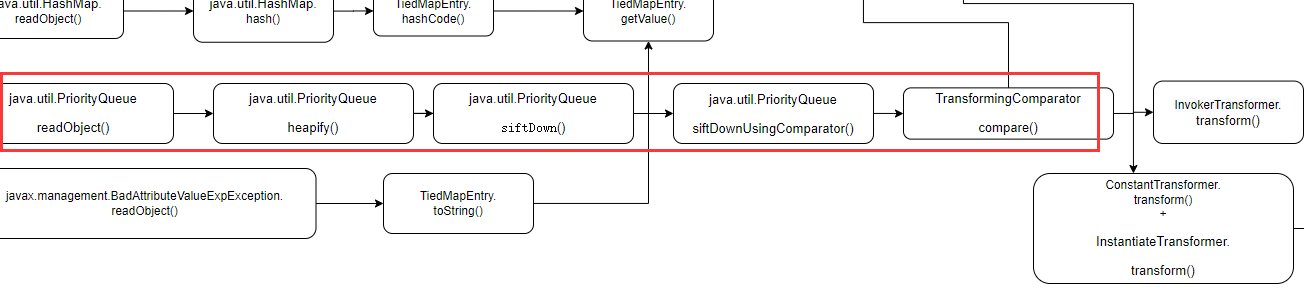 java.util.HashMap.
readObject()
java.util.HashMap.
hash()
TiedMapEntry.
hashCode()
TiedMapEntry.
getValue()
java.util.PriorityQueue
readObject()
java.util.PriorityQueue
heapify()
java.util.PriorityQueue
siftDown()
java.util.PriorityQueue
siftDownUsingComparator()
TransformingComparator
compare()
InvokerTransformer.
transform()
javax.management.BadAttributeValueExpException.
readObject()
TiedMapEntry.
toString()
ConstantTransformer.
transform()
+
InstantiateTransformer.
transform()